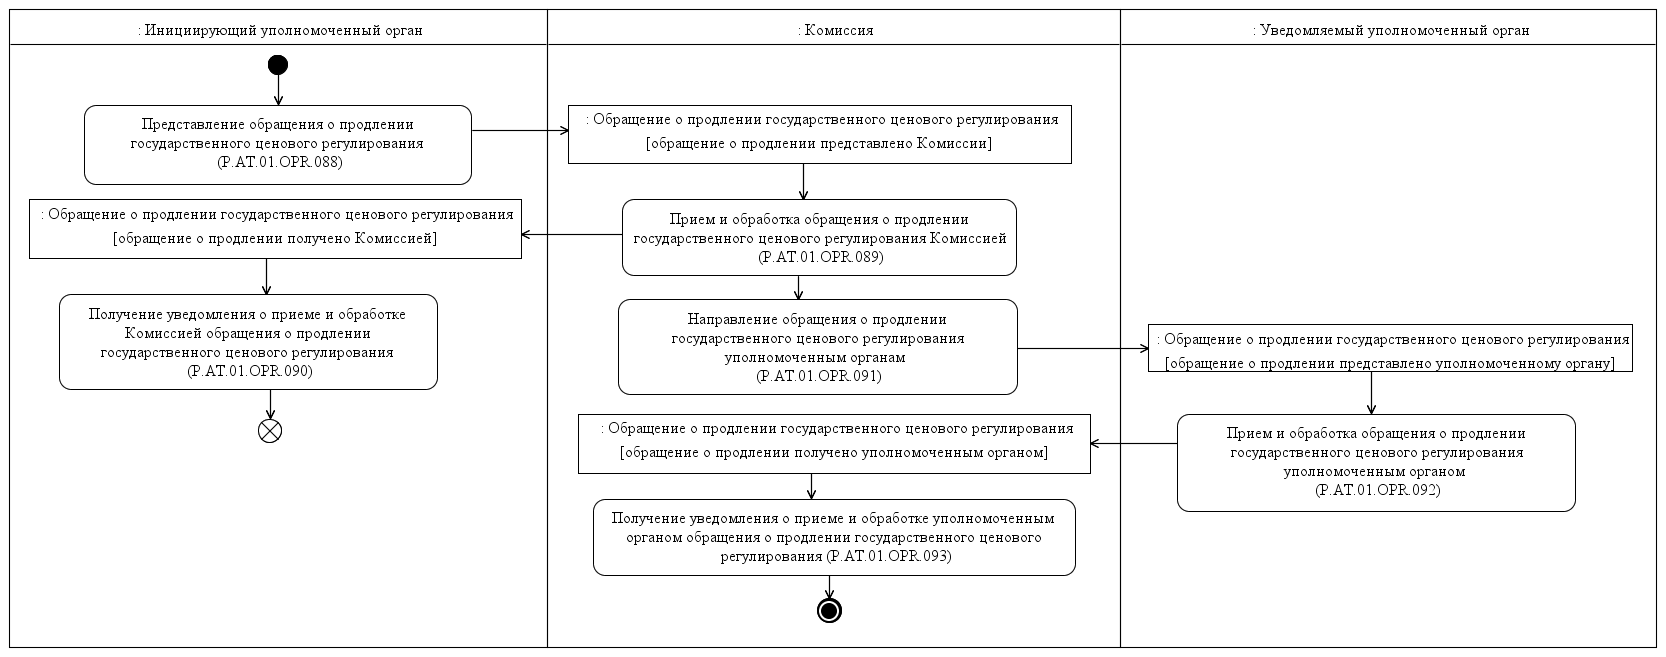 : Инициирующий уполномоченный орган
: Комиссия
: Уведомляемый уполномоченный орган
Представление обращения о продлении
государственного ценового регулирования
(P.AT.01.OPR.088)
: Обращение о продлении государственного ценового регулирования
[обращение о продлении представлено Комиссии]
: Обращение о продлении государственного ценового регулирования
[обращение о продлении получено Комиссией]
Прием и обработка обращения о продлении
государственного ценового регулирования Комиссией
(P.AT.01.OPR.089)
Получение уведомления о приеме и обработке
Комиссией обращения о продлении
государственного ценового регулирования
(P.AT.01.OPR.090)
Направление обращения о продлении
государственного ценового регулирования
уполномоченным органам
(P.AT.01.OPR.091)
: Обращение о продлении государственного ценового регулирования
[обращение о продлении представлено уполномоченному органу]
: Обращение о продлении государственного ценового регулирования
[обращение о продлении получено уполномоченным органом]
Прием и обработка обращения о продлении
государственного ценового регулирования
уполномоченным органом
(P.AT.01.OPR.092)
Получение уведомления о приеме и обработке уполномоченным
органом обращения о продлении государственного ценового
регулирования (P.AT.01.OPR.093)